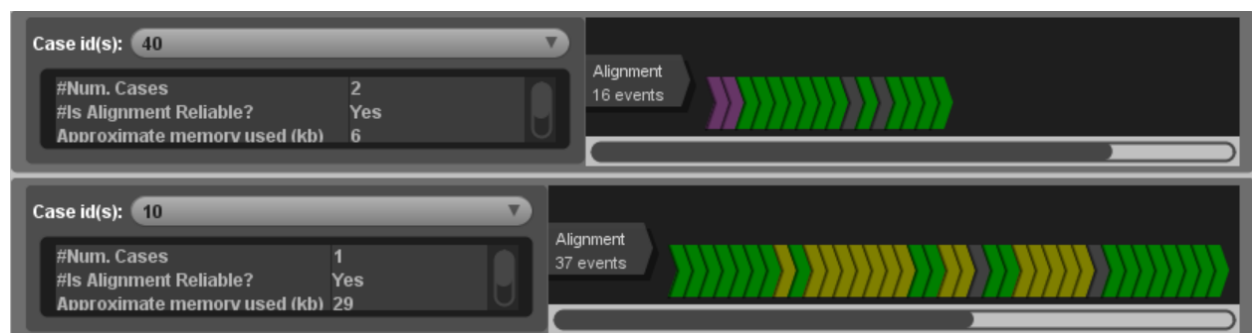 Case id(s): 40
Alignment
16 events
#Num. Cases 2
#Is Alignment Reliable? Yes
Approximate memory used (kb) 6
Case id(s): 10
Alignment
37 events
#Num. Cases 1
#Is Alignment Reliable? Yes
Approximate memory used (kb) 29